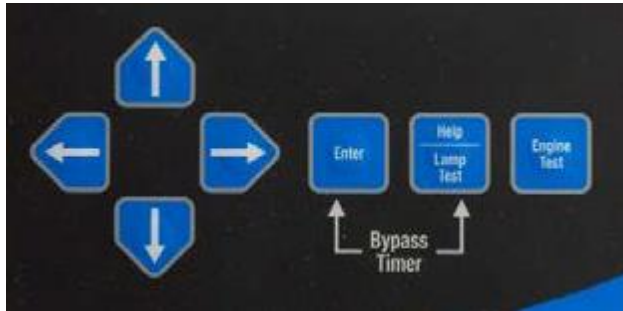 Enter
Help
Lamp
Test
Engine
Test
Bypass
Timer